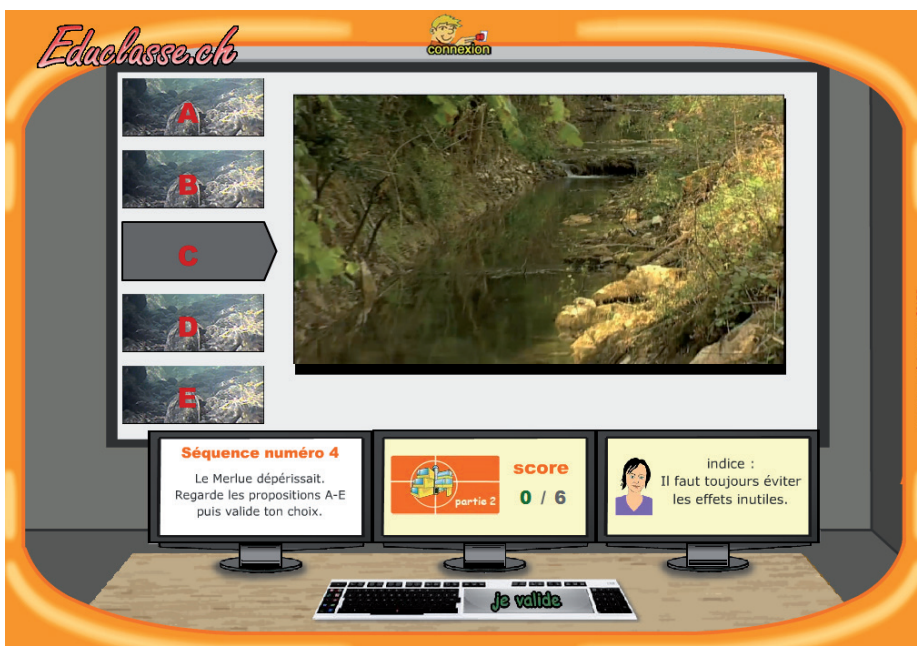 Educlasse.ch
connexion
A
B
C
D
E
Séquence numéro 4
Le Merlue dépérissait.
Regarde les propositions A-E
puis valide ton choix.
partie 2
score
0 / 6
indice :
Il faut toujours éviter
les effets inutiles.
je valide